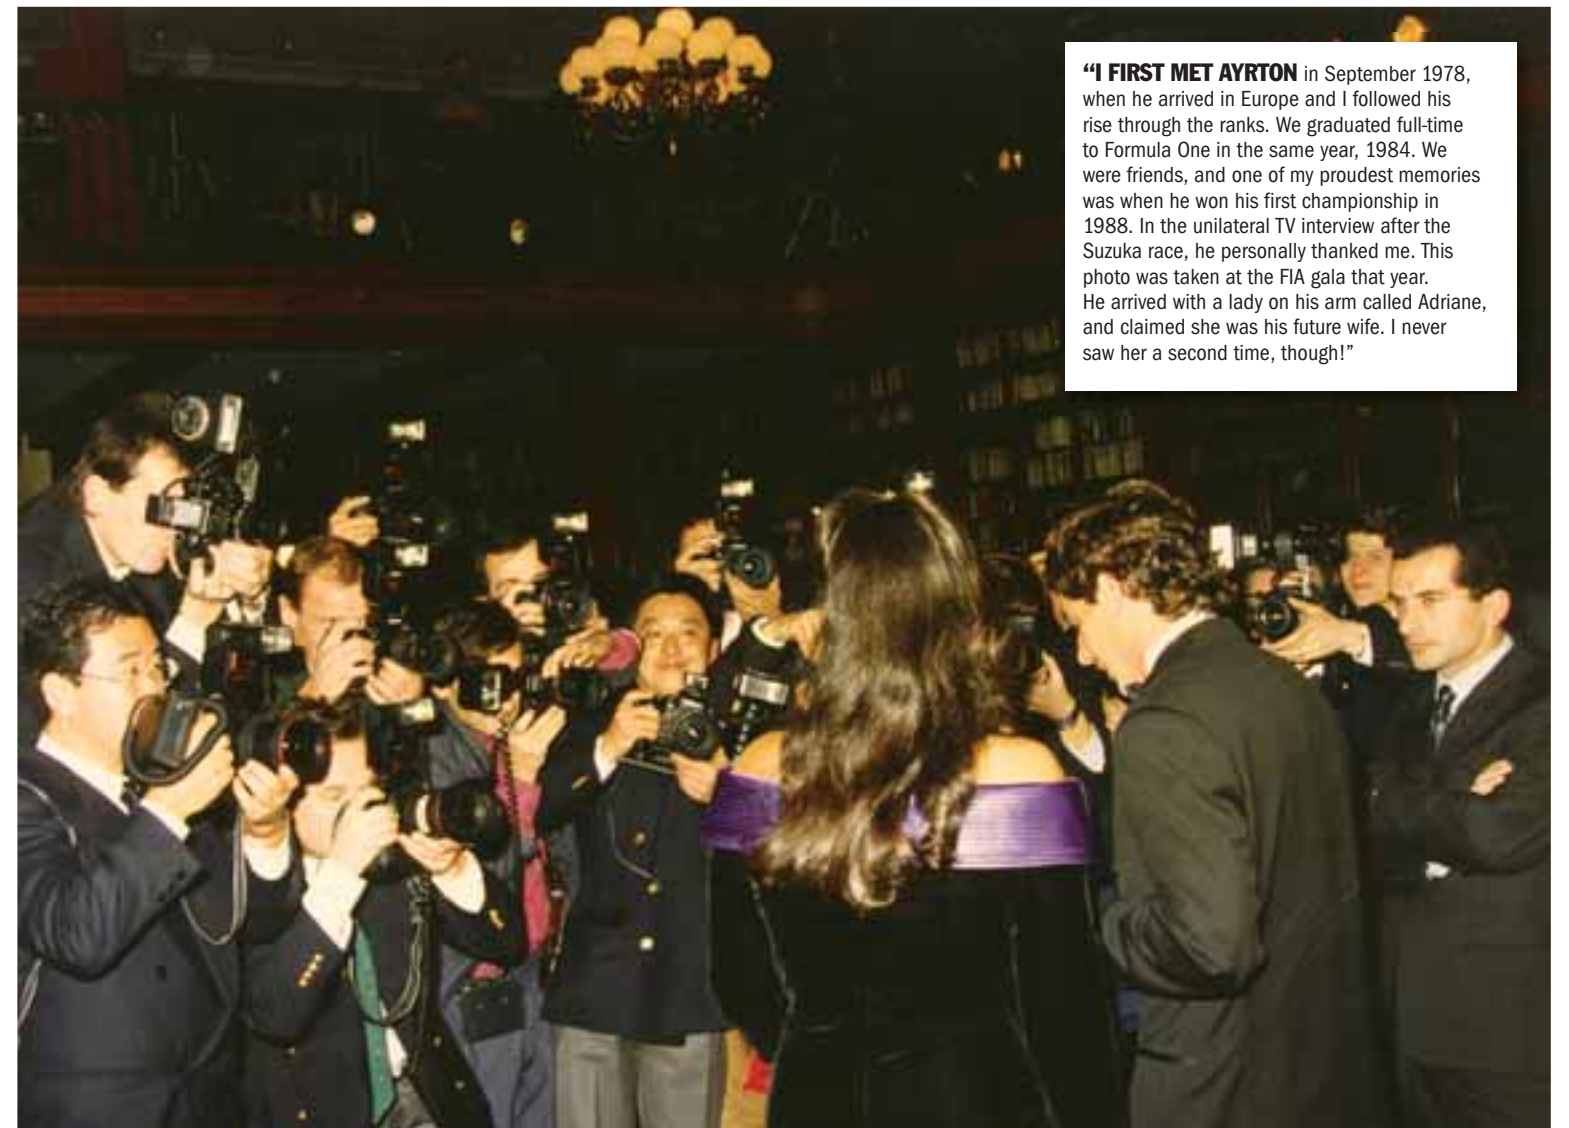 “I FIRST MET AYRTON in September 1978,
when he arrived in Europe and I followed his
rise through the ranks. We graduated full-time
to Formula One in the same year, 1984. We
were friends, and one of my proudest memories
was when he won his first championship in
1988. In the unilateral TV interview after the
Suzuka race, he personally thanked me. This
photo was taken at the FIA gala that year.
He arrived with a lady on his arm called Adriane,
and claimed she was his future wife. I never
saw her a second time, though!”